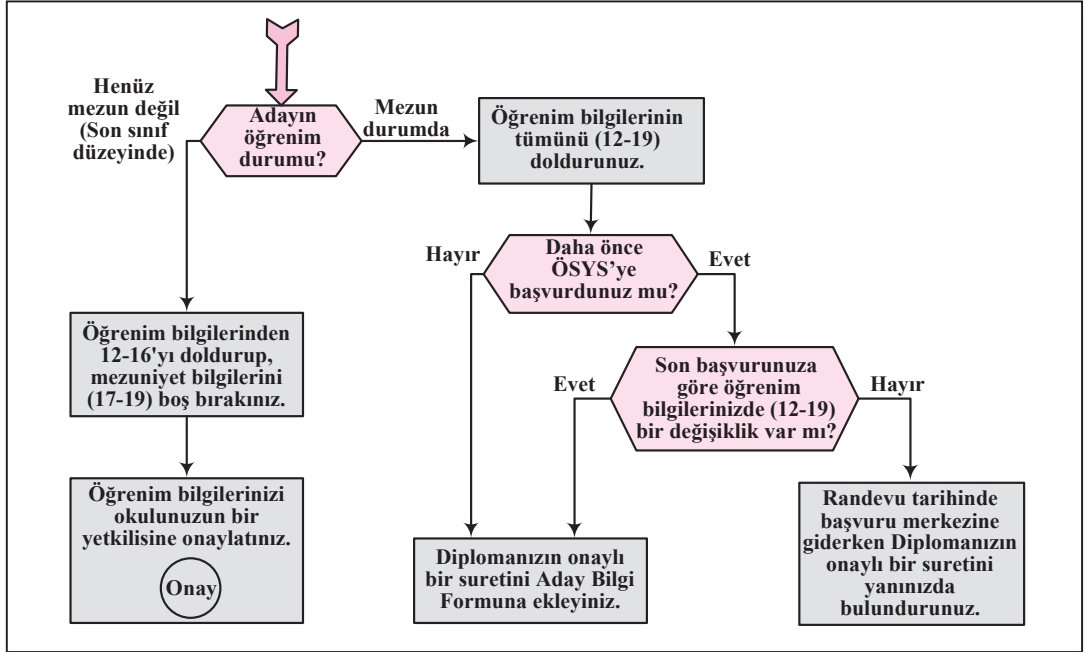 Henüz
mezun değil
(Son sınıf
düzeyinde)
Adayın
öğrenim
durumu?
Mezun
durumda
Öğrenim bilgilerinin
tümünü (12-19)
doldurunuz.
Hayır
Daha önce
ÖSYS’ye
başvurdunuz mu?
Evet
Öğrenim bilgilerinden
12-16'yı doldurup,
mezuniyet bilgilerini
(17-19) boş bırakınız.
Evet
Son başvurunuza
göre öğrenim
bilgilerinizde (12-19)
bir değişiklik var mı?
Hayır
Öğrenim bilgilerinizi
okulunuzun bir
yetkilisine onaylatınız.
Onay
Diplomanızın onaylı
bir suretini Aday Bilgi
Formuna ekleyiniz.
Randevu tarihinde
başvuru merkezine
giderken Diplomanızın
onaylı bir suretini
yanınızda
bulundurunuz.